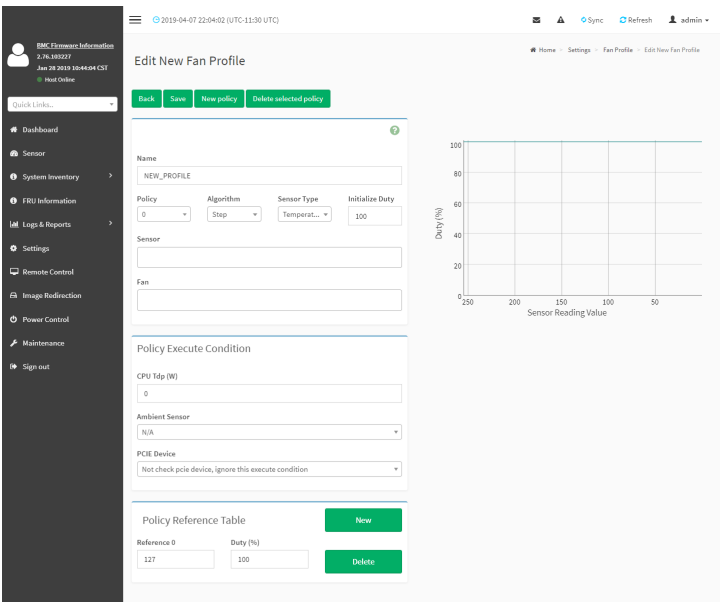 2019-04-07 22:04:02 (UTC-11:30 UTC)
Sync
Refresh
admin
BMC Firmware Information
2.76.103227
Jan 28 2019 10:44:04 CST
Host Online
Quick Links..
Dashboard
Sensor
System Inventory
FRU Information
Logs & Reports
Settings
Remote Control
Image Redirection
Power Control
Maintenance
Sign out
Edit New Fan Profile
Home > Settings > Fan Profile > Edit New Fan Profile
Back
Save
New policy
Delete selected policy
Name
NEW_PROFILE
Policy
Algorithm
Sensor Type
Initialize Duty
0
Step
Temperat...
100
Sensor
Fan
Policy Execute Condition
CPU Tdp (W)
0
Ambient Sensor
N/A
PCIE Device
Not check pcie device, ignore this execute condition
Policy Reference Table
New
Reference 0
Duty (%)
127
100
Delete
100
80
60
40
20
0
Duty (%)
250
200
150
100
50
Sensor Reading Value